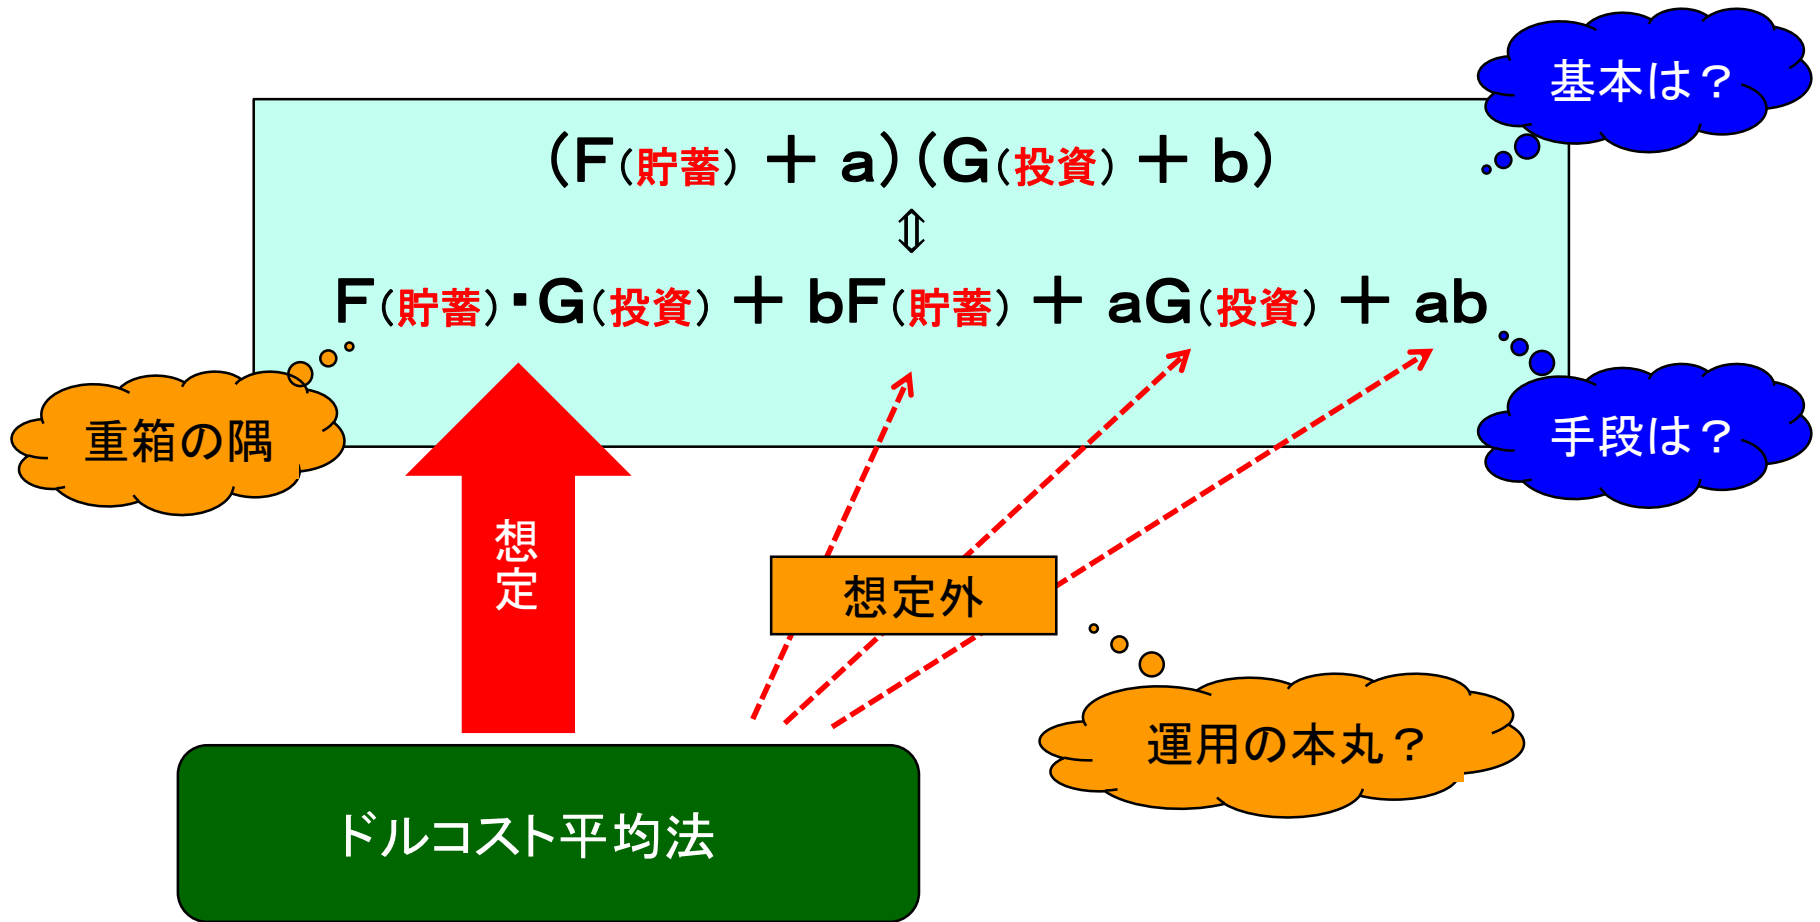 基本は？
（F（貯蓄） ＋ a）（G（投資） ＋ b）
⇕
F（貯蓄）・G（投資） ＋ bF（貯蓄） ＋ aG（投資） ＋ ab
重箱の隅
手段は？
想定
想定外
運用の本丸？
ドルコスト平均法